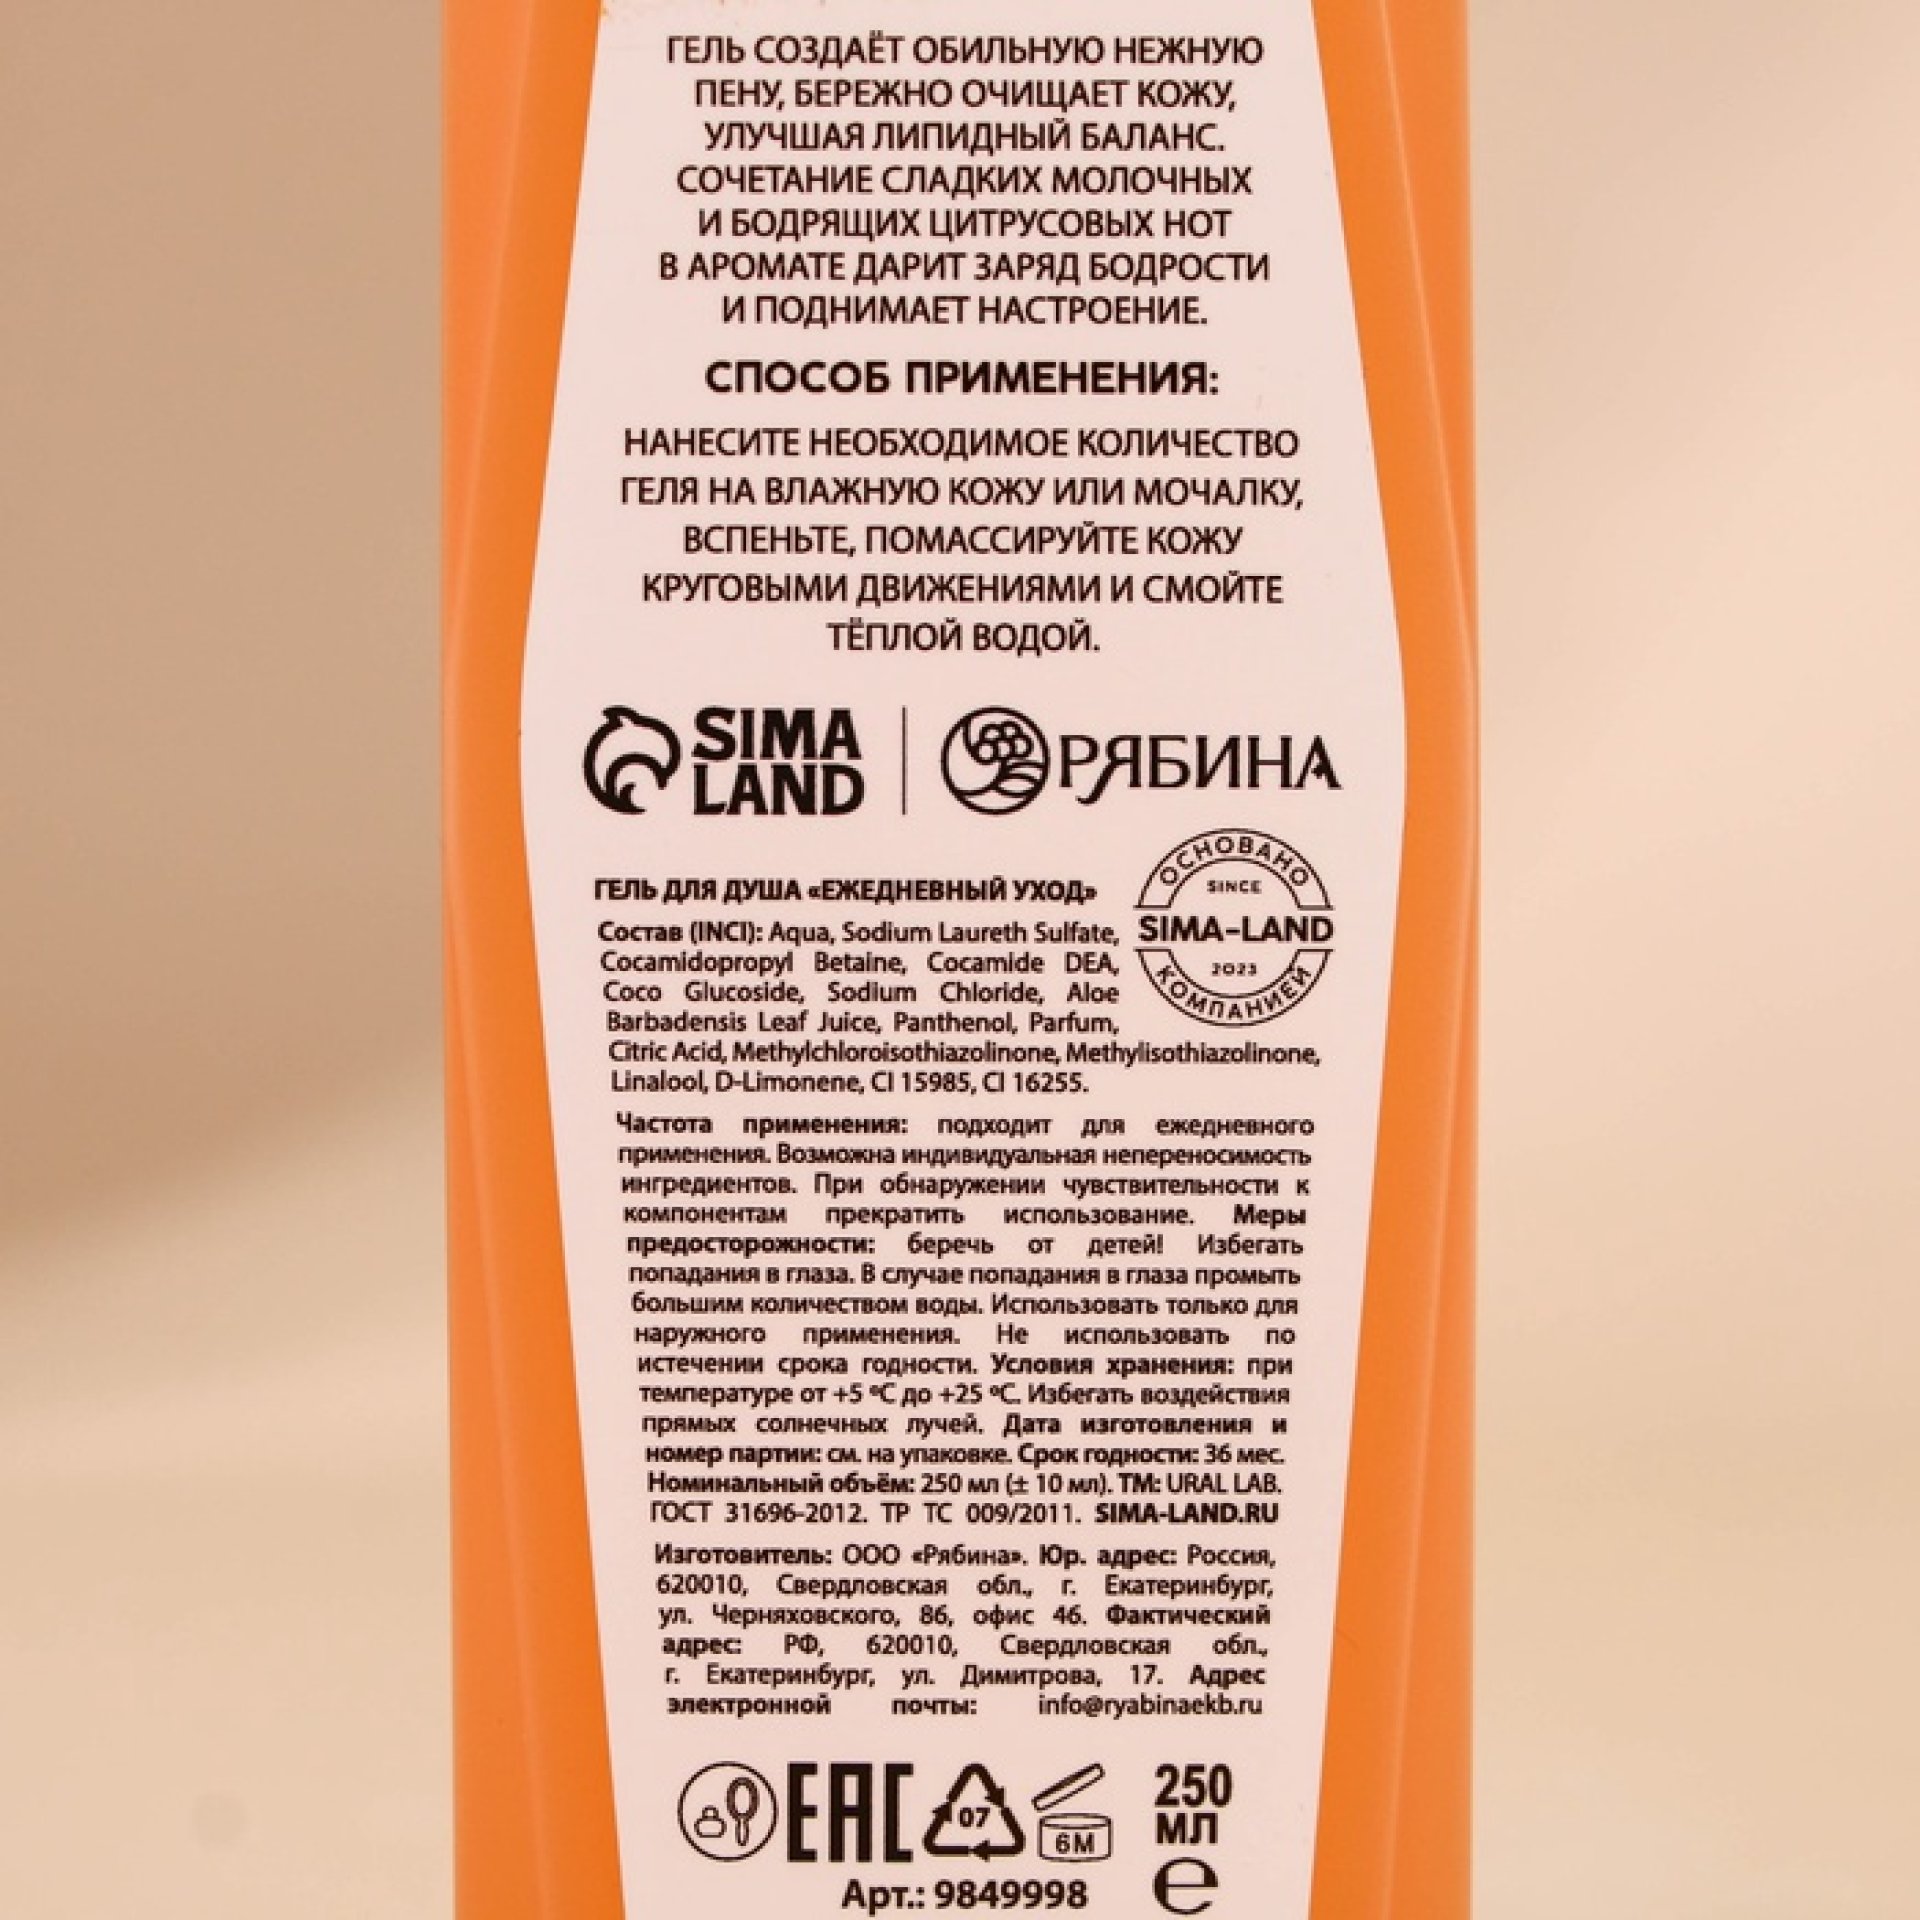 ГЕЛЬ СОЗДАЁТ ОБИЛЬНУЮ НЕЖНУЮ
ПЕНУ, БЕРЕЖНО ОЧИЩАЕТ КОЖУ,
УЛУЧШАЯ ЛИПИДНЫЙ БАЛАНС.
СОЧЕТАНИЕ СЛАДКИХ МОЛОЧНЫХ
И БОДРЯЩИХ ЦИТРУСОВЫХ НОТ
В АРОМАТЕ ДАРИТ ЗАРЯД БОДРОСТИ
И ПОДНИМАЕТ НАСТРОЕНИЕ.
СПОСОБ ПРИМЕНЕНИЯ:
НАНЕСИТЕ НЕОБХОДИМОЕ КОЛИЧЕСТВО
ГЕЛЯ НА ВЛАЖНУЮ КОЖУ ИЛИ МОЧАЛКУ,
ВСПЕНЬТЕ, ПОМАССИРУЙТЕ КОЖУ
КРУГОВЫМИ ДВИЖЕНИЯМИ И СМОЙТЕ
ТЁПЛОЙ ВОДОЙ.
SIMA
LAND
РЯБИНА
ОСНОВАНО
SINCE
SIMA-LAND
2023
КОМПАНИЕЙ
ГЕЛЬ ДЛЯ ДУША «ЕЖЕДНЕВНЫЙ УХОД»
Состав (INCI): Aqua, Sodium Laureth Sulfate,
Cocamidopropyl Betaine, Cocamide DEA,
Coco Glucoside, Sodium Chloride, Aloe
Barbadensis Leaf Juice, Panthenol, Parfum,
Citric Acid, Methylchloroisothiazolinone, Methylisothiazolinone,
Linalool, D-Limonene, CI 15985, CI 16255.
Частота применения: подходит для ежедневного
применения. Возможна индивидуальная непереносимость
ингредиентов. При обнаружении чувствительности к
компонентам прекратить использование. Меры
предосторожности: беречь от детей! Избегать
попадания в глаза. В случае попадания в глаза промыть
большим количеством воды. Использовать только для
наружного применения. Не использовать по
истечении срока годности. Условия хранения: при
температуре от +5 ºС до +25 ºС. Избегать воздействия
прямых солнечных лучей. Дата изготовления и
номер партии: см. на упаковке. Срок годности: 36 мес.
Номинальный объём: 250 мл (± 10 мл). ТМ: URAL LAB.
ГОСТ 31696-2012. ТР ТС 009/2011. SIMA-LAND.RU
Изготовитель: ООО «Рябина». Юр. адрес: Россия,
620010, Свердловская обл., г. Екатеринбург,
ул. Черняховского, 86, офис 46. Фактический
адрес: РФ, 620010, Свердловская обл.,
г. Екатеринбург, ул. Димитрова, 17. Адрес
электронной почты: info@ryabinaekb.ru
EAC
07
6M
250
МЛ
e
Арт.: 9849998